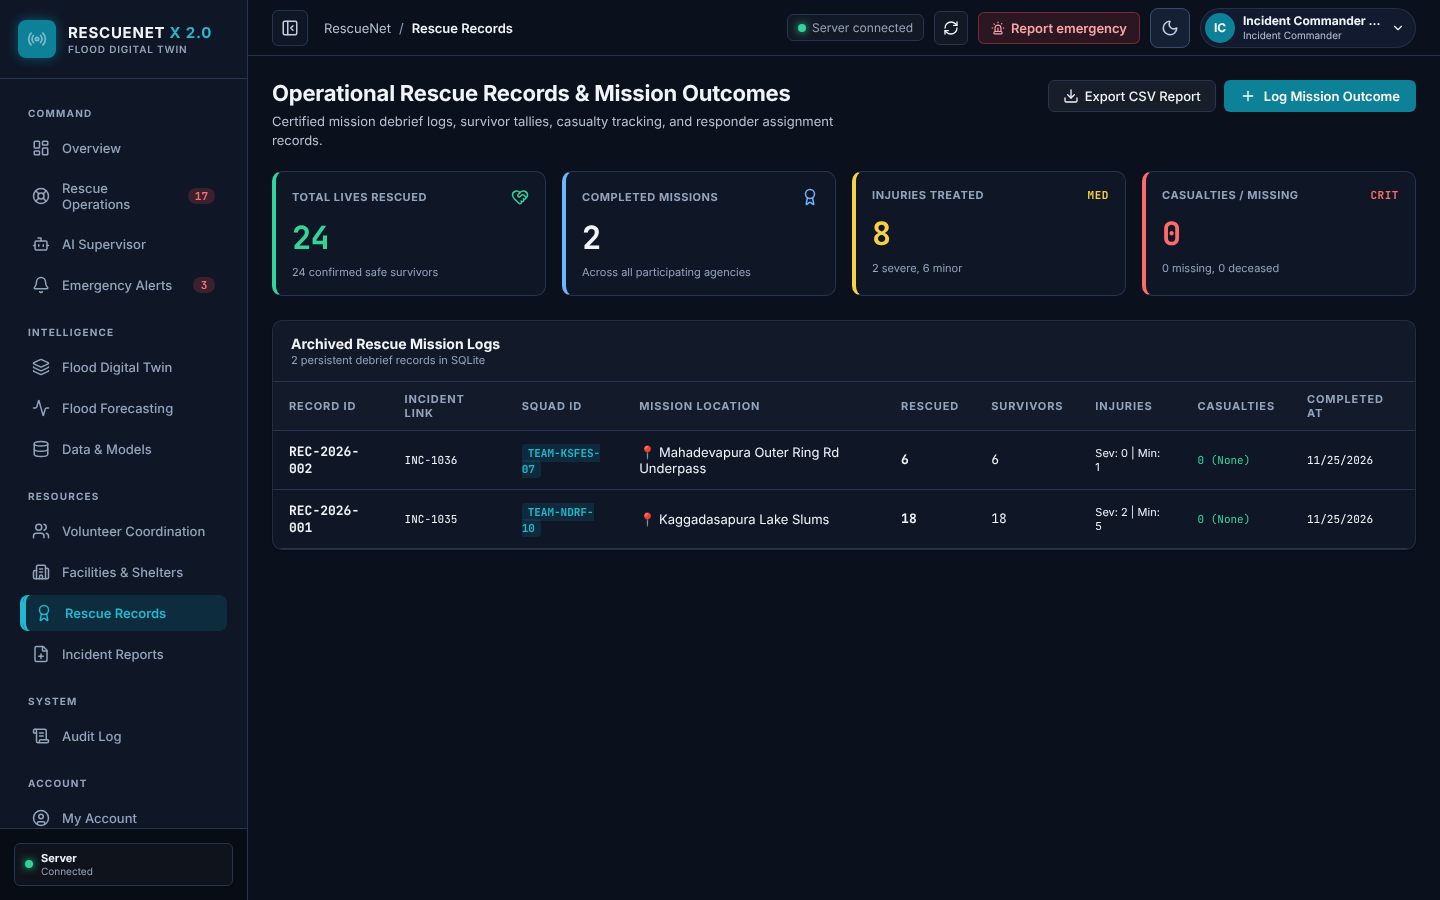 RESCUENET X 2.0
FLOOD DIGITAL TWIN
COMMAND
Overview
Rescue
Operations
17
AI Supervisor
Emergency Alerts
3
INTELLIGENCE
Flood Digital Twin
Flood Forecasting
Data & Models
RESOURCES
Volunteer Coordination
Facilities & Shelters
Rescue Records
Incident Reports
SYSTEM
Audit Log
ACCOUNT
My Account
Server
Connected
RescueNet / Rescue Records
Server connected
Report emergency
IC
Incident Commander ...
Incident Commander
Operational Rescue Records & Mission Outcomes
Certified mission debrief logs, survivor tallies, casualty tracking, and responder assignment
records.
Export CSV Report
Log Mission Outcome
TOTAL LIVES RESCUED
24
24 confirmed safe survivors
COMPLETED MISSIONS
2
Across all participating agencies
INJURIES TREATED
MED
8
2 severe, 6 minor
CASUALTIES / MISSING
CRIT
0
0 missing, 0 deceased
Archived Rescue Mission Logs
2 persistent debrief records in SQLite
RECORD ID
INCIDENT
LINK
SQUAD ID
MISSION LOCATION
RESCUED
SURVIVORS
INJURIES
CASUALTIES
COMPLETED
AT
REC-2026-
002
INC-1036
TEAM-KSFES-
07
📍 Mahadevapura Outer Ring Rd
Underpass
6
6
Sev: 0 | Min:
1
0 (None)
11/25/2026
REC-2026-
001
INC-1035
TEAM-NDRF-
10
📍 Kaggadasapura Lake Slums
18
18
Sev: 2 | Min:
5
0 (None)
11/25/2026